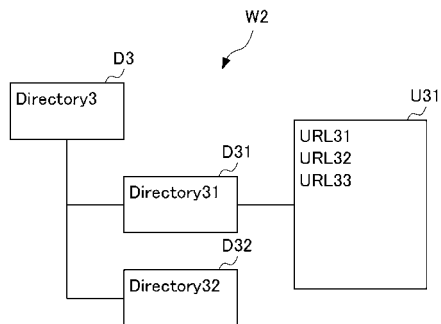 W2
D3
Directory3
U31
URL31
URL32
URL33
D31
Directory31
D32
Directory32